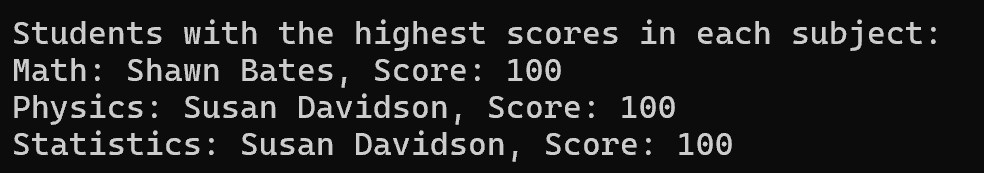 Students with the highest scores in each subject:
Math: Shawn Bates, Score: 100
Physics: Susan Davidson, Score: 100
Statistics: Susan Davidson, Score: 100